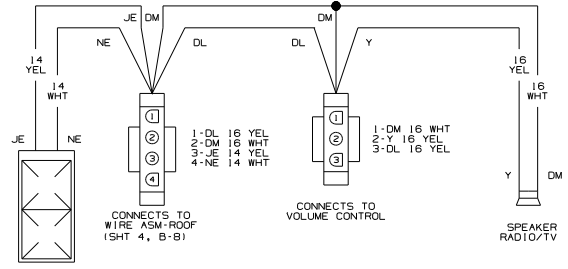 JE DM DM
NE DL DL Y
14 YEL
14 WHT
16 YEL
16 WHT
JE NE
1
2
3
4
1-DL 16 YEL
2-DM 16 WHT
3-JE 14 YEL
4-NE 14 WHT
1
2
3
1-DM 16 WHT
2-Y 16 YEL
3-DL 16 YEL
Y DM
CONNECTS TO
WIRE ASM-ROOF
(SHT 4, B-8)
CONNECTS TO
VOLUME CONTROL
SPEAKER
RADIO/TV